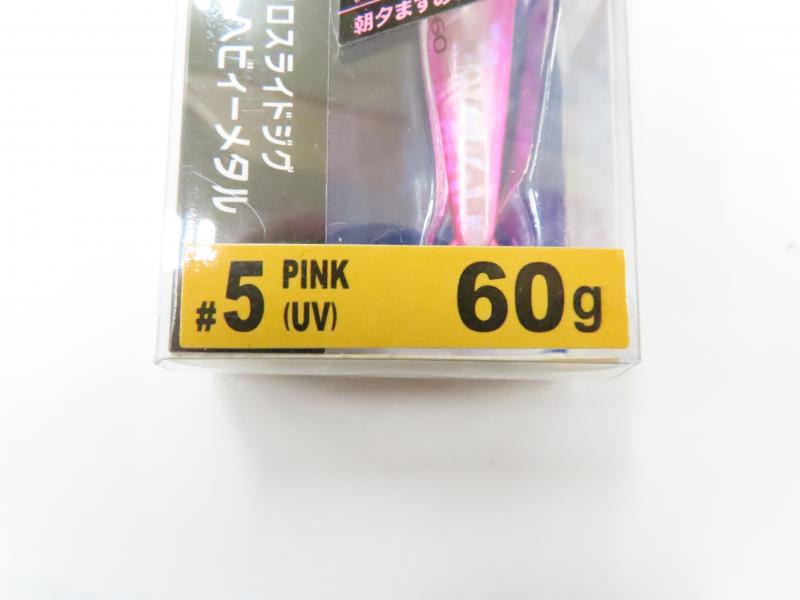 朝夕まず
60
ロスライドジグ
ヘビィーメタル
#5 PINK (UV) 60g